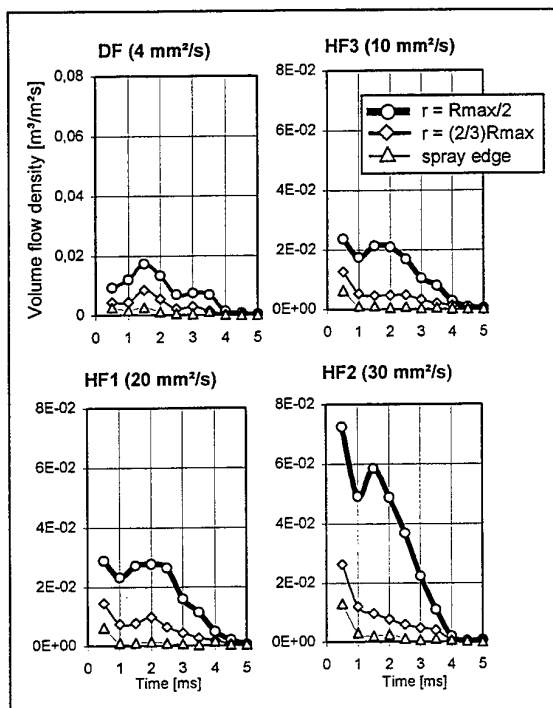 DF (4 mm²/s)
Volume flow density [m³/m²s]
0,08
0,06
0,04
0,02
0
0 1 2 3 4 5
HF3 (10 mm²/s)
8E-02
6E-02
4E-02
2E-02
0E+00
0 1 2 3 4 5
r = Rmax/2
r = (2/3)Rmax
spray edge
HF1 (20 mm²/s)
8E-02
6E-02
4E-02
2E-02
0E+00
0 1 2 3 4 5
Time [ms]
HF2 (30 mm²/s)
8E-02
6E-02
4E-02
2E-02
0E+00
0 1 2 3 4 5
Time [ms]